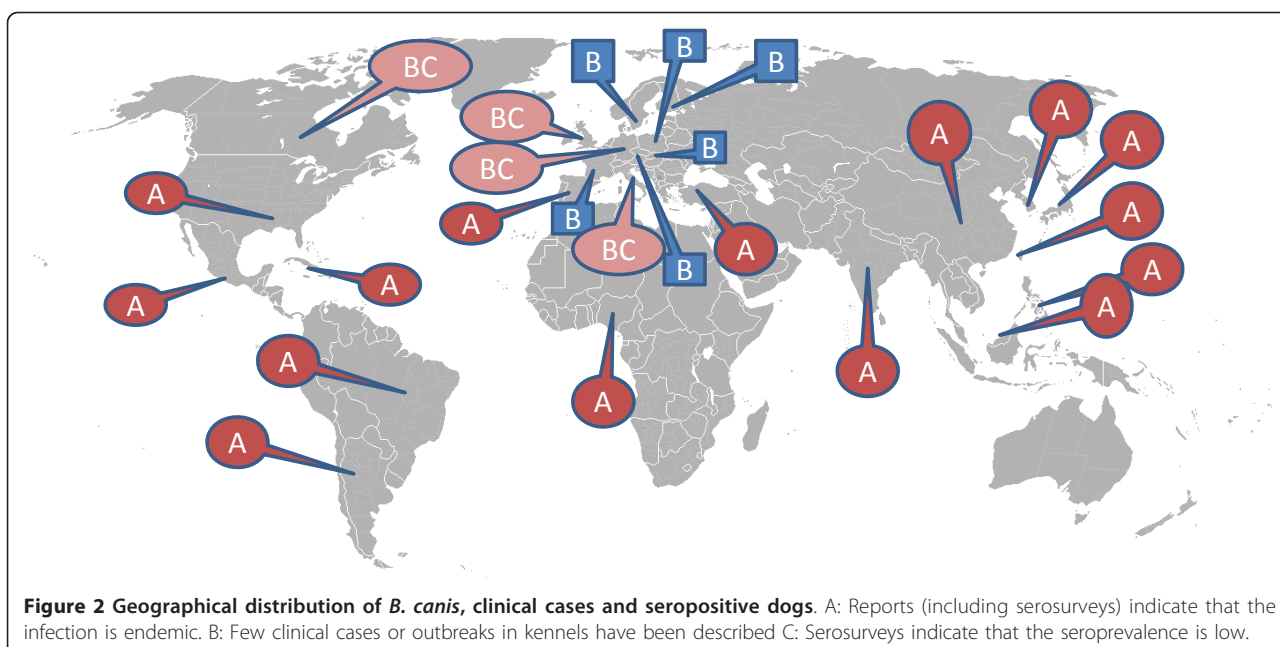 B
B
B
BC
BC
BC
B
A
A
A
A
A
A
B
BC
B
A
A
A
A
A
A
A
A
A
A
Figure 2 Geographical distribution of B. canis, clinical cases and seropositive dogs. A: Reports (including serosurveys) indicate that the
infection is endemic. B: Few clinical cases or outbreaks in kennels have been described C: Serosurveys indicate that the seroprevalence is low.